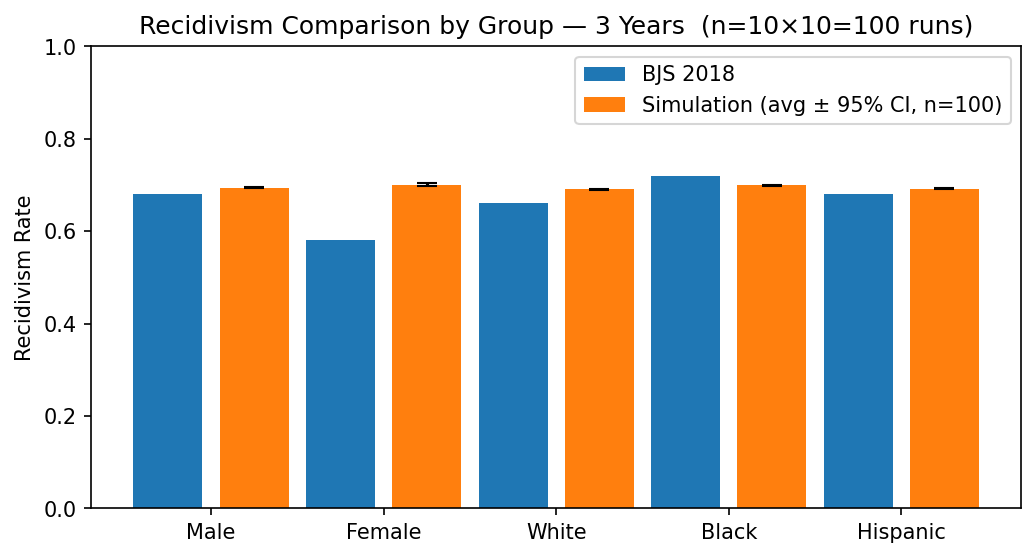 Recidivism Comparison by Group — 3 Years  (n=10×10=100 runs)
BJS 2018
Simulation (avg ± 95% CI, n=100)
Recidivism Rate
1.0
0.8
0.6
0.4
0.2
0.0
Male Female White Black Hispanic